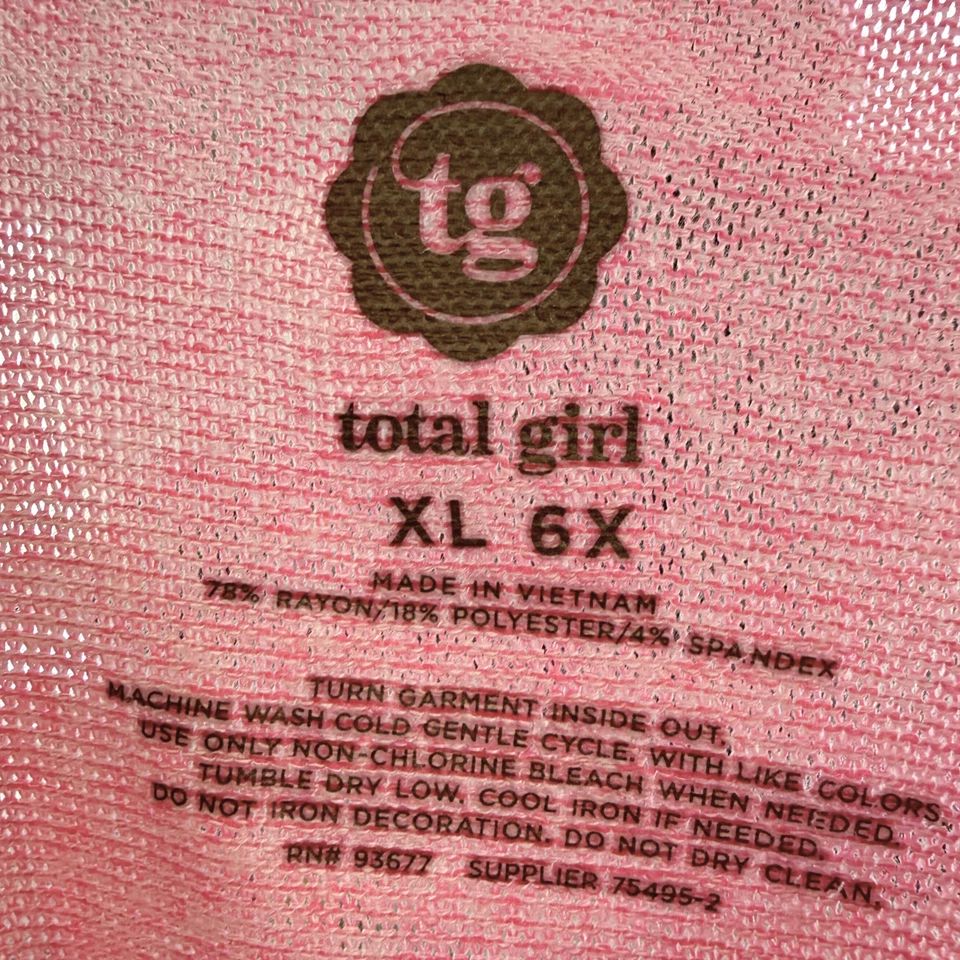 tg
total girl
XL 6X
MADE IN VIETNAM
78% RAYON/18% POLYESTER/4% SPANDEX
TURN GARMENT INSIDE OUT.
MACHINE WASH COLD GENTLE CYCLE. WITH LIKE COLORS.
USE ONLY NON-CHLORINE BLEACH WHEN NEEDED.
TUMBLE DRY LOW. COOL IRON IF NEEDED.
DO NOT IRON DECORATION. DO NOT DRY CLEAN.
RN# 93677 SUPPLIER 75495-2